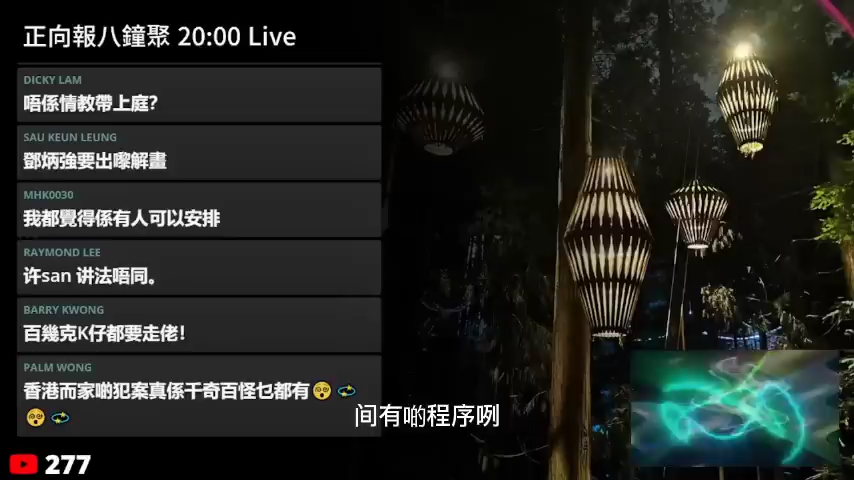 正向報八鐘聚 20:00 Live
DICKY LAM
唔係情教帶上庭？
SAU KEUN LEUNG
鄧炳強要出嚟解畫
MHK0030
我都覺得係有人可以安排
RAYMOND LEE
许san 讲法唔同。
BARRY KWONG
百幾克K仔都要走佬！
PALM WONG
香港而家啲犯案真係千奇百怪乜都有😵‍💫💫
😵‍💫💫
间有啲程序咧
277